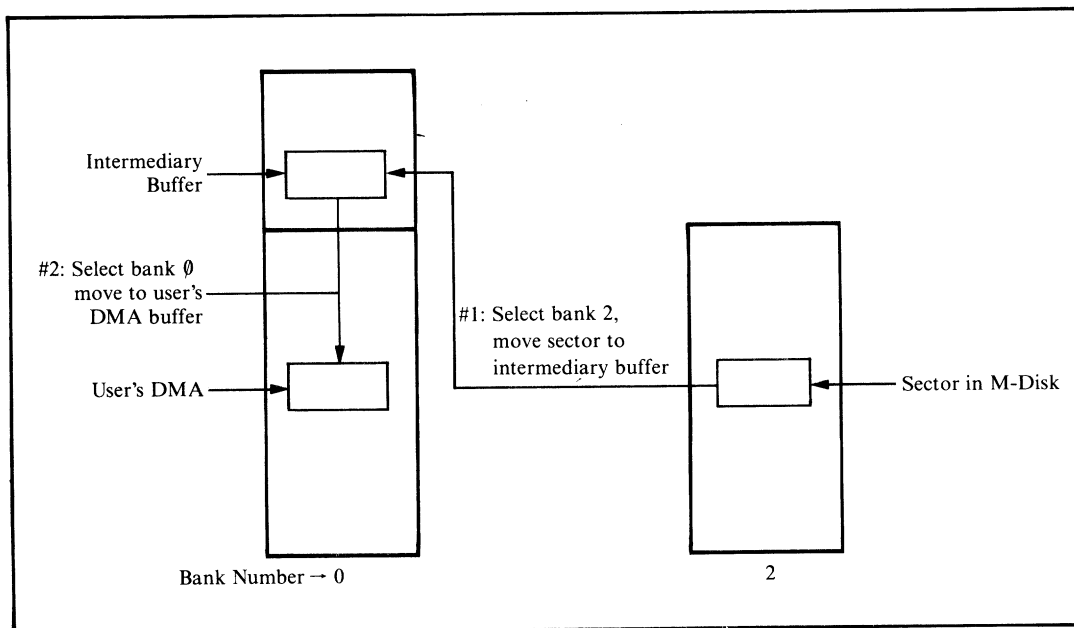 Intermediary
Buffer
#2: Select bank 0̸
move to user's
DMA buffer
#1: Select bank 2,
move sector to
intermediary buffer
User's DMA
Sector in M-Disk
Bank Number → 0
2